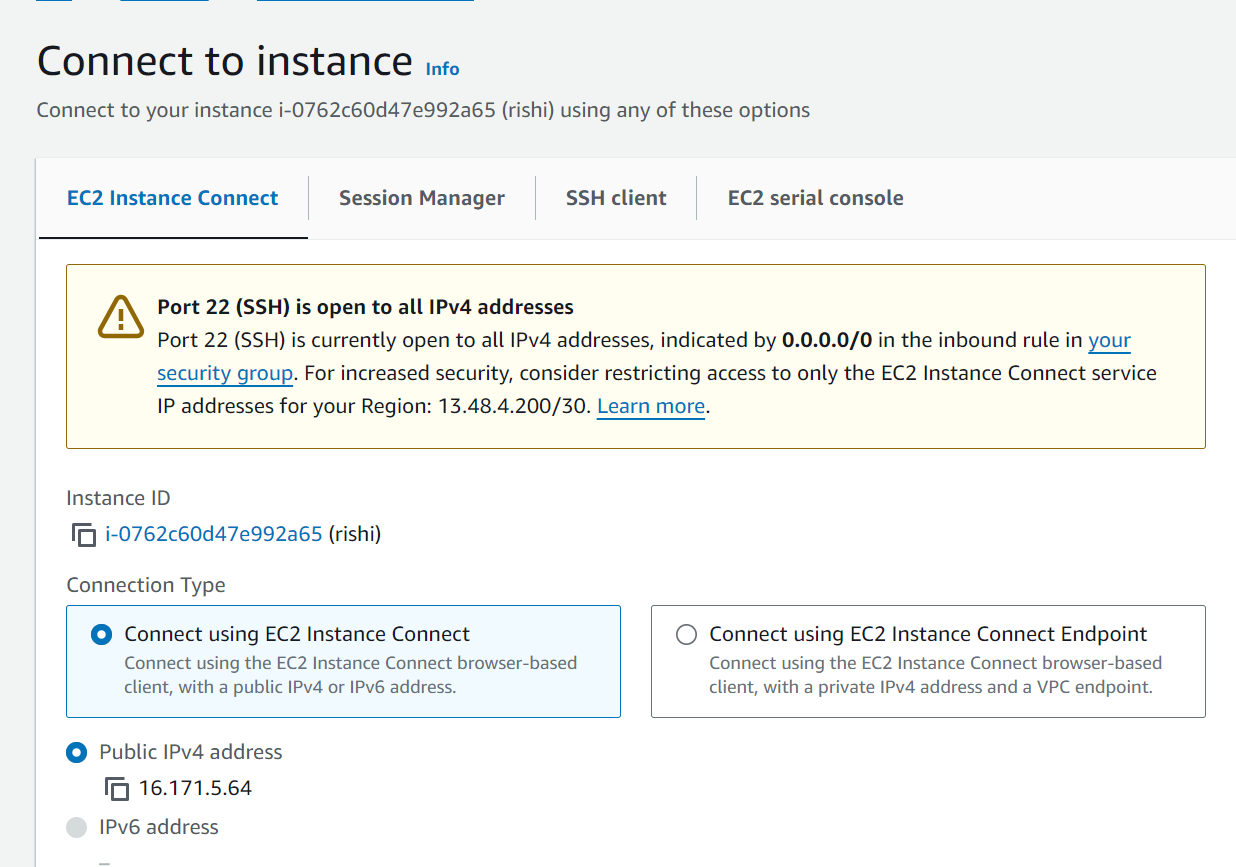 Connect to instance Info
Connect to your instance i-0762c60d47e992a65 (rishi) using any of these options
EC2 Instance Connect Session Manager SSH client EC2 serial console
Port 22 (SSH) is open to all IPv4 addresses
Port 22 (SSH) is currently open to all IPv4 addresses, indicated by 0.0.0.0/0 in the inbound rule in your
security group. For increased security, consider restricting access to only the EC2 Instance Connect service
IP addresses for your Region: 13.48.4.200/30. Learn more.
Instance ID
i-0762c60d47e992a65 (rishi)
Connection Type
Connect using EC2 Instance Connect
Connect using the EC2 Instance Connect browser-based
client, with a public IPv4 or IPv6 address.
Connect using EC2 Instance Connect Endpoint
Connect using the EC2 Instance Connect browser-based
client, with a private IPv4 address and a VPC endpoint.
Public IPv4 address
16.171.5.64
IPv6 address